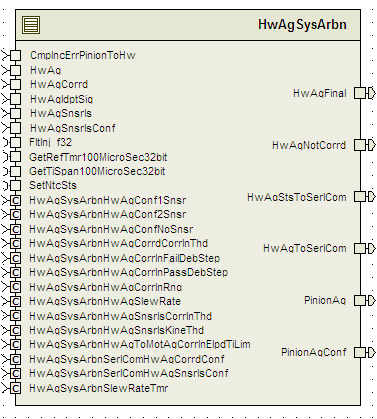 HwAgSysArbn
CmpIncErrPinionToHw
HwAg
HwAgCorrd
HwAgIdptSig
HwAgSnsrls
HwAgSnsrlsConf
FltInj_f32
GetRefTmr100MicroSec32bit
GetTiSpan100MicroSec32bit
SetNtcSts
C HwAgSysArbnHwAgConf1Snsr
C HwAgSysArbnHwAgConf2Snsr
C HwAgSysArbnHwAgConfNoSnsr
C HwAgSysArbnHwAgCorrdCorrlnThd
C HwAgSysArbnHwAgCorrlnFailDebStep
C HwAgSysArbnHwAgCorrlnPassDebStep
C HwAgSysArbnHwAgCorrlnRng
C HwAgSysArbnHwAgSlewRate
C HwAgSysArbnHwAgSnsrlsCorrlnThd
C HwAgSysArbnHwAgSnsrlsKineThd
C HwAgSysArbnHwAgToMotAgCorrlnElpdTiLim
C HwAgSysArbnSerlComHwAgCorrdConf
C HwAgSysArbnSerlComHwAgSnsrlsConf
C HwAgSysArbnSlewRateTmr
HwAgFinal
HwAgNotCorrd
HwAgStsToSerlCom
HwAgToSerlCom
PinionAg
PinionAgConf